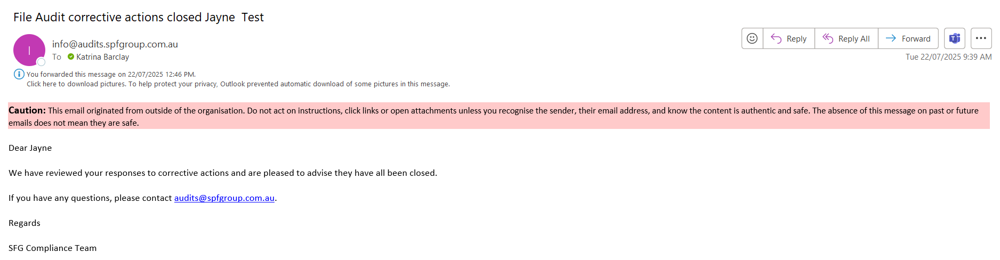 File Audit corrective actions closed Jayne  Test
I
info@audits.spfgroup.com.au
To Katrina Barclay
Reply
Reply All
Forward
Tue 22/07/2025 9:39 AM
You forwarded this message on 22/07/2025 12:46 PM.
Click here to download pictures. To help protect your privacy, Outlook prevented automatic download of some pictures in this message.
Caution: This email originated from outside of the organisation. Do not act on instructions, click links or open attachments unless you recognise the sender, their email address, and know the content is authentic and safe. The absence of this message on past or future
emails does not mean they are safe.
Dear Jayne
We have reviewed your responses to corrective actions and are pleased to advise they have all been closed.
If you have any questions, please contact audits@spfgroup.com.au.
Regards
SFG Compliance Team